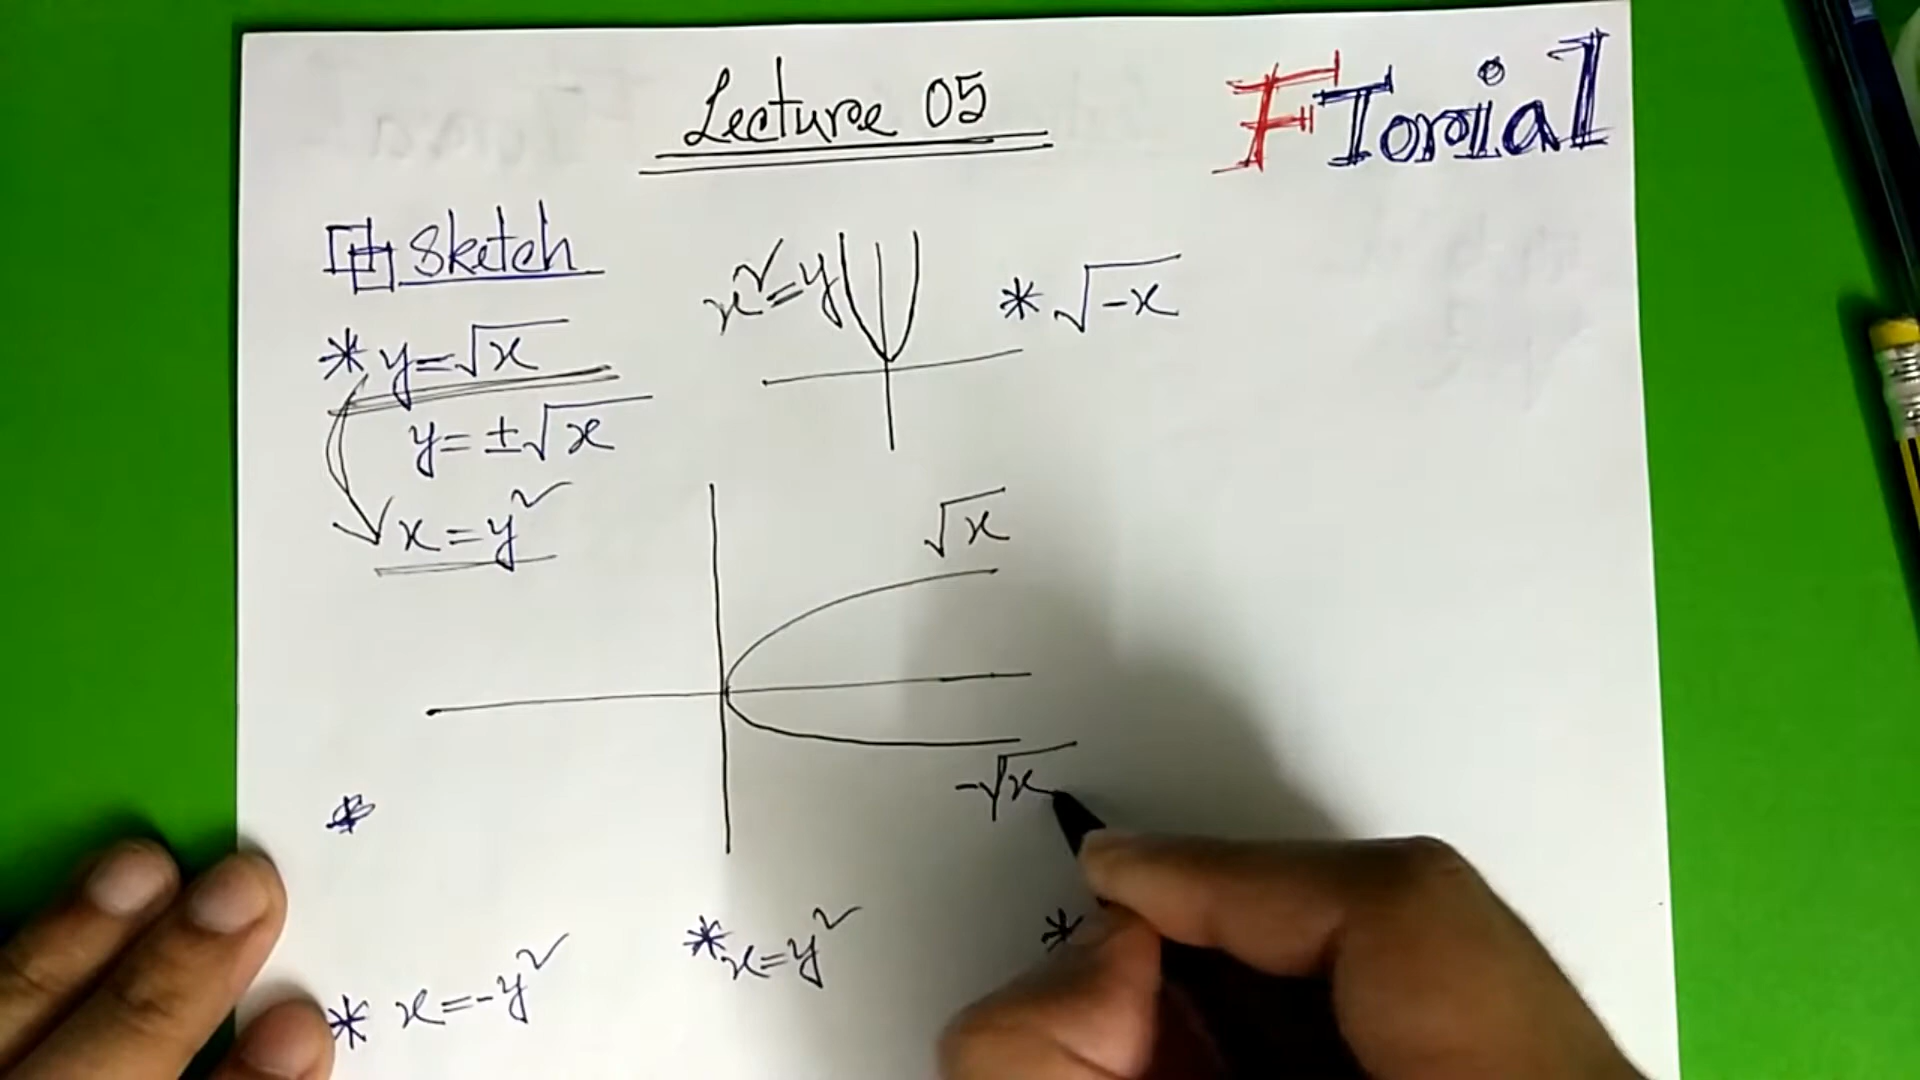 Lecture 05
FTorial
Sketch
x² = y
* √-x
* y = √x
y = ±√x
x = y²
√x
-√x
*
* x = y²
*
* x = -y²